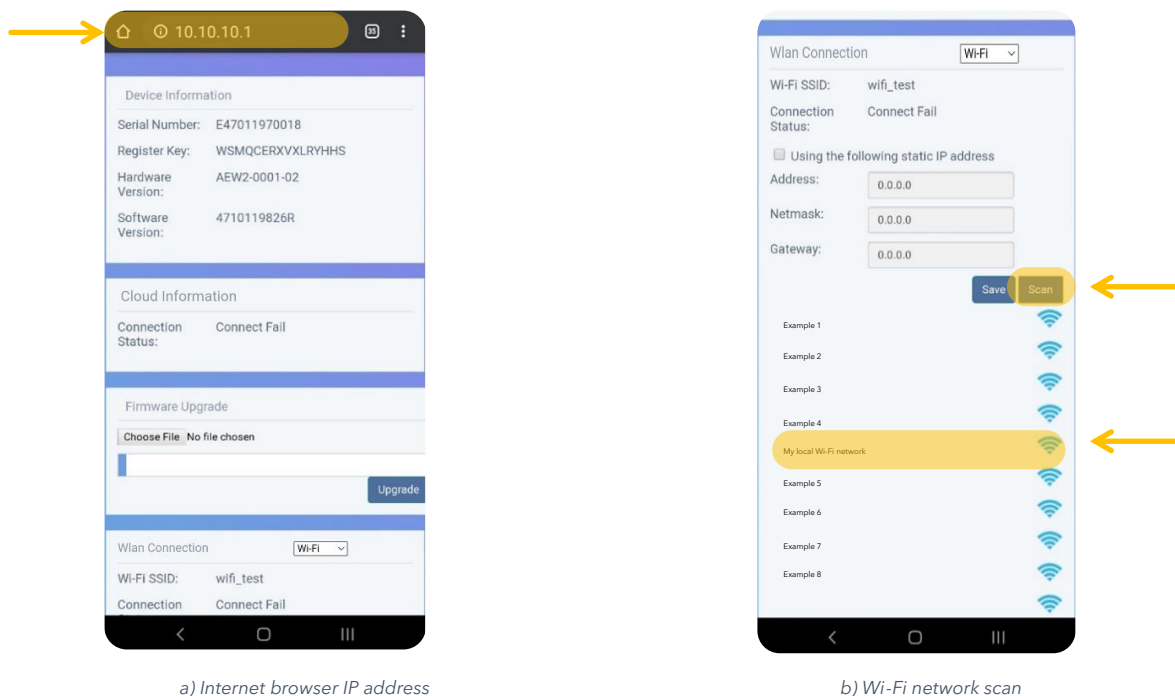 10.10.10.1
35
Device Information
Serial Number: E47011970018
Register Key: WSMQCERXVXLRYHHS
Hardware Version: AEW2-0001-02
Software Version: 4710119826R
Cloud Information
Connection Status: Connect Fail
Firmware Upgrade
Choose File No file chosen
Upgrade
Wlan Connection Wi-Fi
Wi-Fi SSID: wifi_test
Connection Connect Fail
a) Internet browser IP address
Wlan Connection Wi-Fi
Wi-Fi SSID: wifi_test
Connection Status: Connect Fail
Using the following static IP address
Address: 0.0.0.0
Netmask: 0.0.0.0
Gateway: 0.0.0.0
Save Scan
Example 1
Example 2
Example 3
Example 4
My local Wi-Fi network
Example 5
Example 6
Example 7
Example 8
b) Wi-Fi network scan